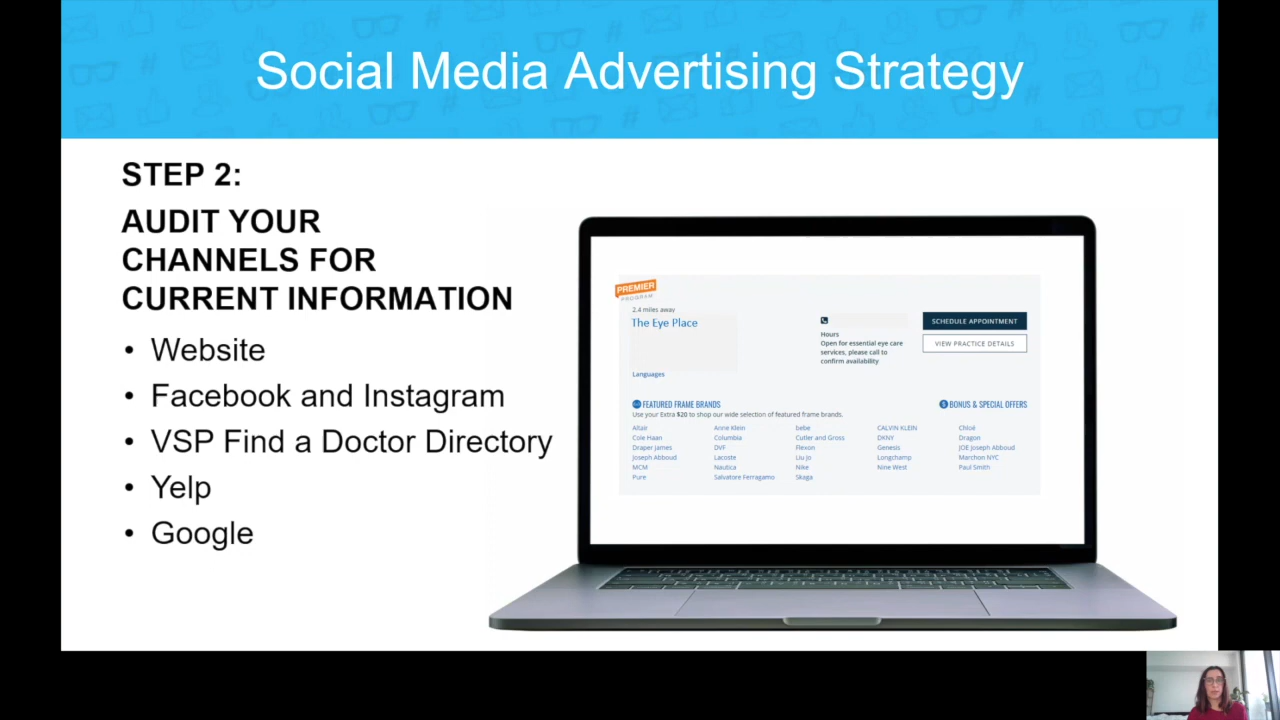 Social Media Advertising Strategy
STEP 2:
AUDIT YOUR
CHANNELS FOR
CURRENT INFORMATION
• Website
• Facebook and Instagram
• VSP Find a Doctor Directory
• Yelp
• Google
PREMIER
PROGRAM
2.4 miles away
The Eye Place
Languages
Hours
Open for essential eye care
services, please call to
confirm availability
SCHEDULE APPOINTMENT
VIEW PRACTICE DETAILS
FEATURED FRAME BRANDS
BONUS & SPECIAL OFFERS
Use your Extra $20 to shop our wide selection of featured frame brands.
Altair Anne Klein bebe CALVIN KLEIN Chloé
Cole Haan Columbia Cutler and Gross DKNY Dragon
Draper James DVF Flexon Genesis JOE Joseph Abboud
Joseph Abboud Lacoste Liu Jo Longchamp Marchon NYC
MCM Nautica Nike Nine West Paul Smith
Pure Salvatore Ferragamo Skaga